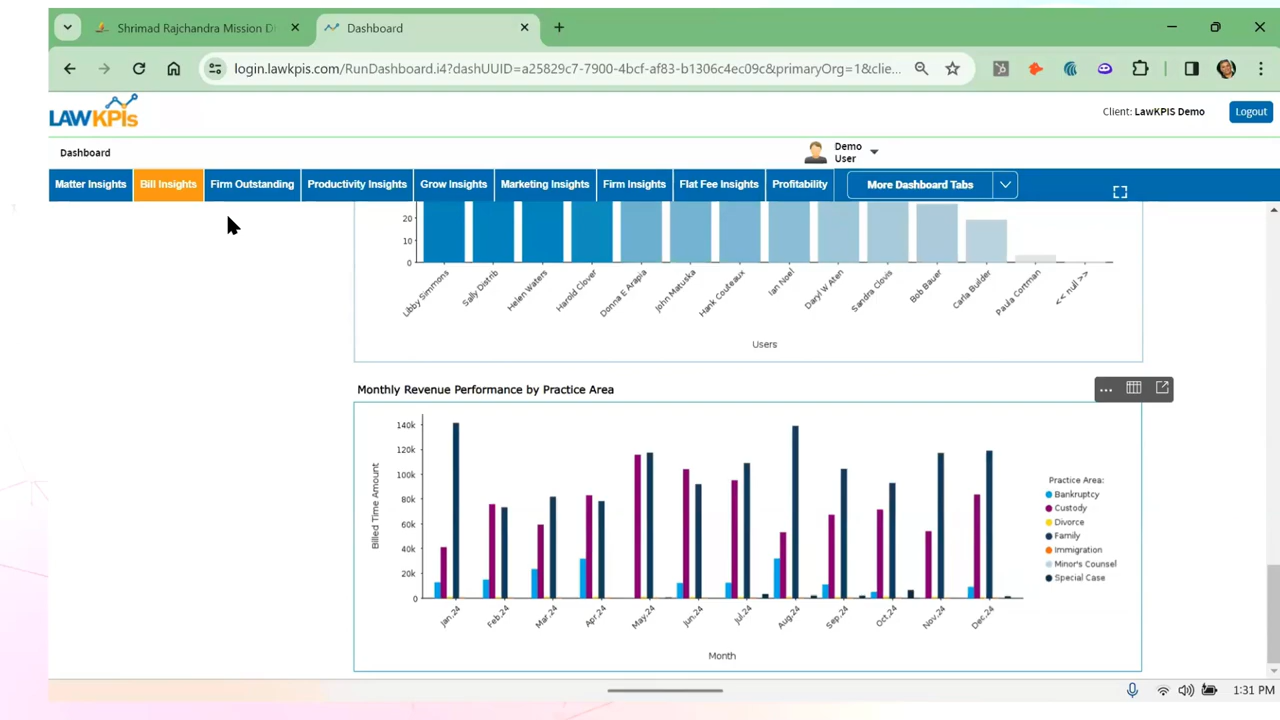 Shrimad Rajchandra Mission D
Dashboard
login.lawkpis.com/RunDashboard.i4?dashUUID=a25829c7-7900-4bcf-af83-b1306c4ec09c&primaryOrg=1&clie...
LAWKPIs
Client: LawKPIS Demo
Logout
Dashboard
Demo
User
Matter Insights
Bill Insights
Firm Outstanding
Productivity Insights
Grow Insights
Marketing Insights
Firm Insights
Flat Fee Insights
Profitability
More Dashboard Tabs
20
10
0
Libby Simmons
Sally Distrib
Helen Waters
Harold Clover
Donna E Arapia
John Matuska
Hank Couteaux
Ian Noel
Daryl W Aten
Sandra Clovis
Bob Bauer
Carla Builder
Paula Cortman
<< null >>
Users
Monthly Revenue Performance by Practice Area
...
140k
120k
100k
80k
60k
40k
20k
0
Billed Time Amount
Jan,24
Feb,24
Mar,24
Apr,24
May,24
Jun,24
Jul,24
Aug,24
Sep,24
Oct,24
Nov,24
Dec,24
Month
Practice Area:
Bankruptcy
Custody
Divorce
Family
Immigration
Minor's Counsel
Special Case
1:31 PM